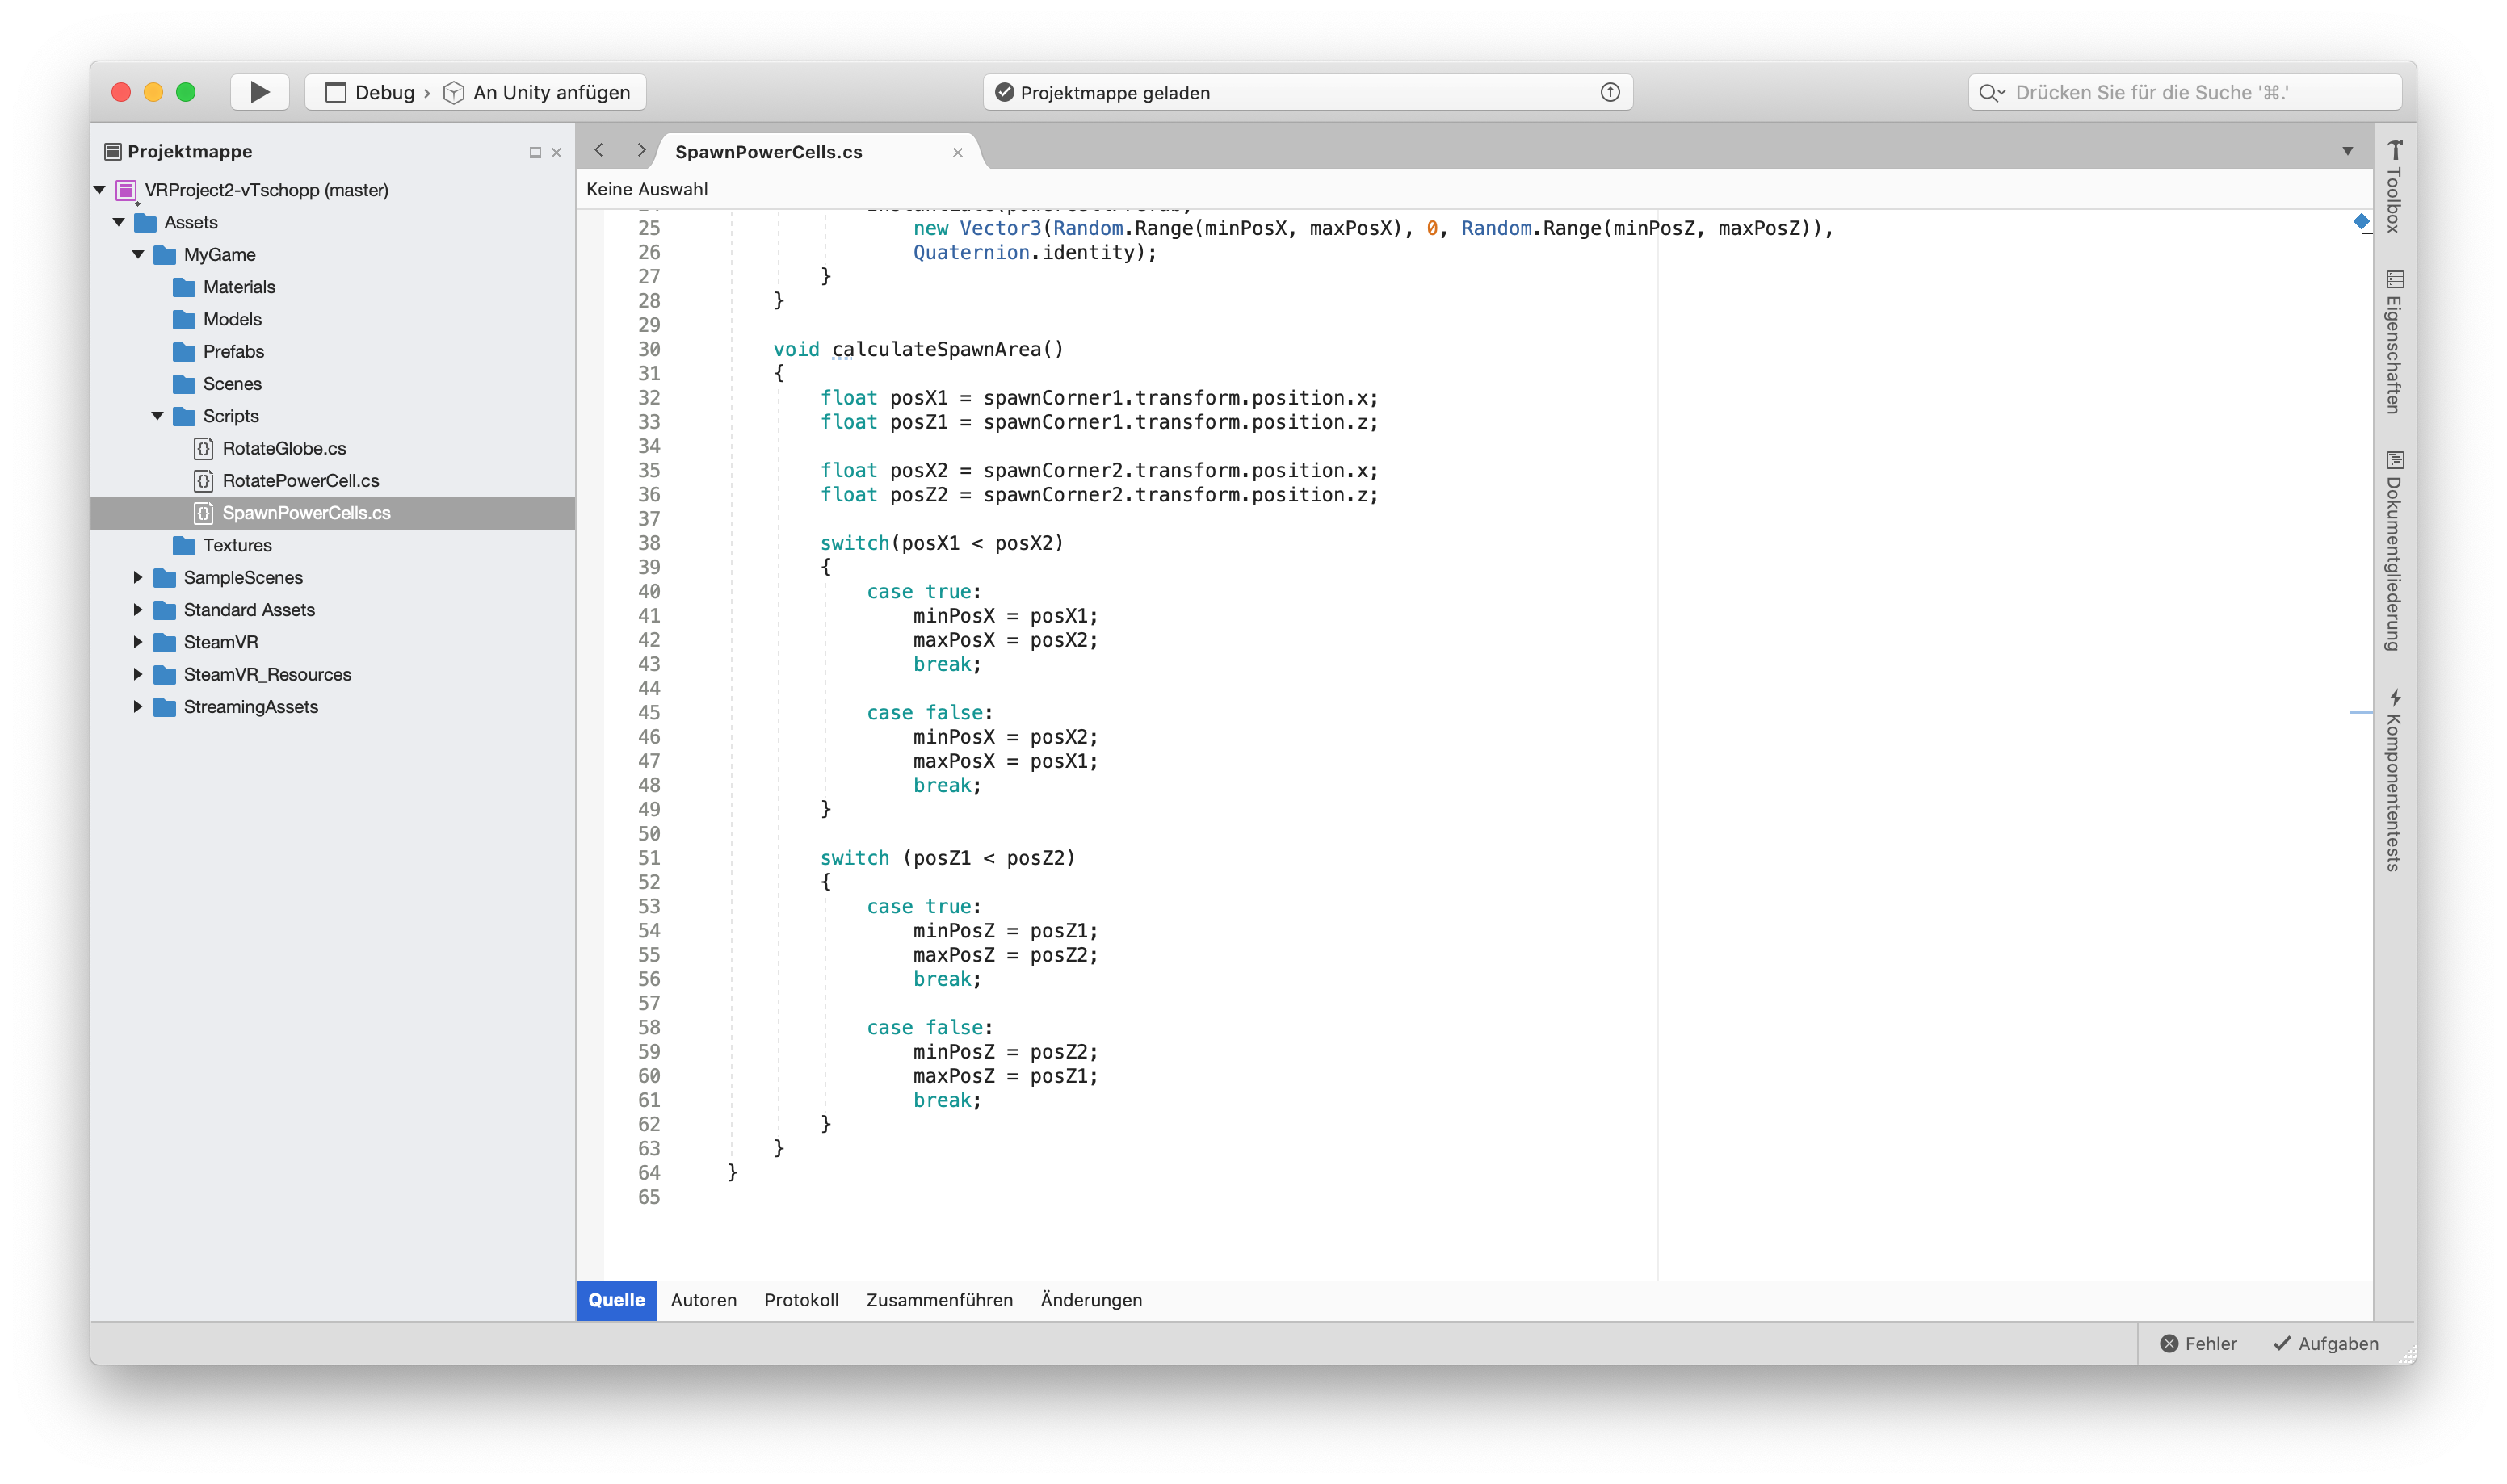 Debug › An Unity anfügen
Projektmappe geladen
Drücken Sie für die Suche '⌘.'
Projektmappe
VRProject2-vTschopp (master)
Assets
MyGame
Materials
Models
Prefabs
Scenes
Scripts
RotateGlobe.cs
RotatePowerCell.cs
SpawnPowerCells.cs
Textures
SampleScenes
Standard Assets
SteamVR
SteamVR_Resources
StreamingAssets
SpawnPowerCells.cs
Keine Auswahl
25 new Vector3(Random.Range(minPosX, maxPosX), 0, Random.Range(minPosZ, maxPosZ)),
26 Quaternion.identity);
27 }
28 }
29
30 void calculateSpawnArea()
31 {
32 float posX1 = spawnCorner1.transform.position.x;
33 float posZ1 = spawnCorner1.transform.position.z;
34
35 float posX2 = spawnCorner2.transform.position.x;
36 float posZ2 = spawnCorner2.transform.position.z;
37
38 switch(posX1 < posX2)
39 {
40 case true:
41 minPosX = posX1;
42 maxPosX = posX2;
43 break;
44
45 case false:
46 minPosX = posX2;
47 maxPosX = posX1;
48 break;
49 }
50
51 switch (posZ1 < posZ2)
52 {
53 case true:
54 minPosZ = posZ1;
55 maxPosZ = posZ2;
56 break;
57
58 case false:
59 minPosZ = posZ2;
60 maxPosZ = posZ1;
61 break;
62 }
63 }
64 }
65
Quelle Autoren Protokoll Zusammenführen Änderungen
Toolbox
Eigenschaften
Dokumentgliederung
Komponententests
Fehler Aufgaben